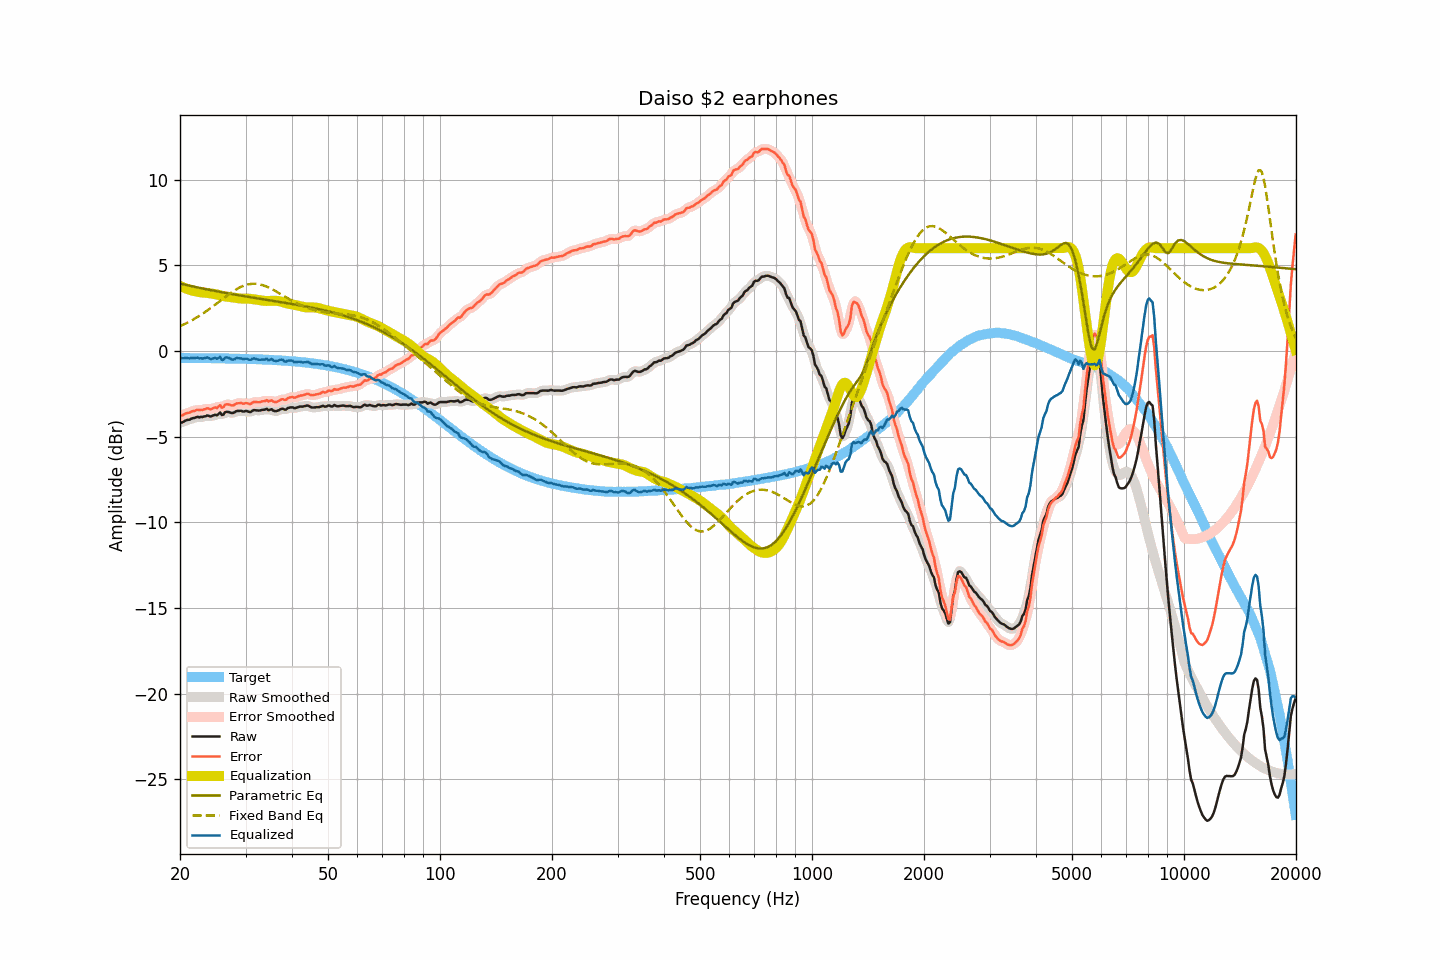 Daiso $2 earphones
Amplitude (dBr)
10
5
0
−5
−10
−15
−20
−25
Target
Raw Smoothed
Error Smoothed
Raw
Error
Equalization
Parametric Eq
Fixed Band Eq
Equalized
20 50 100 200 500 1000 2000 5000 10000 20000
Frequency (Hz)